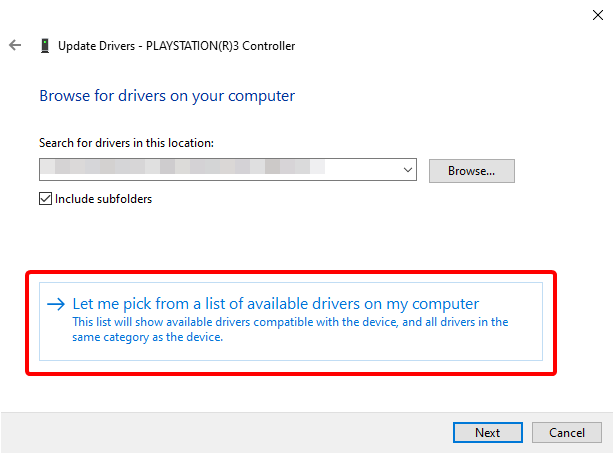 Update Drivers - PLAYSTATION(R)3 Controller
Browse for drivers on your computer
Search for drivers in this location:
Browse...
Include subfolders
Let me pick from a list of available drivers on my computer
This list will show available drivers compatible with the device, and all drivers in the
same category as the device.
Next
Cancel